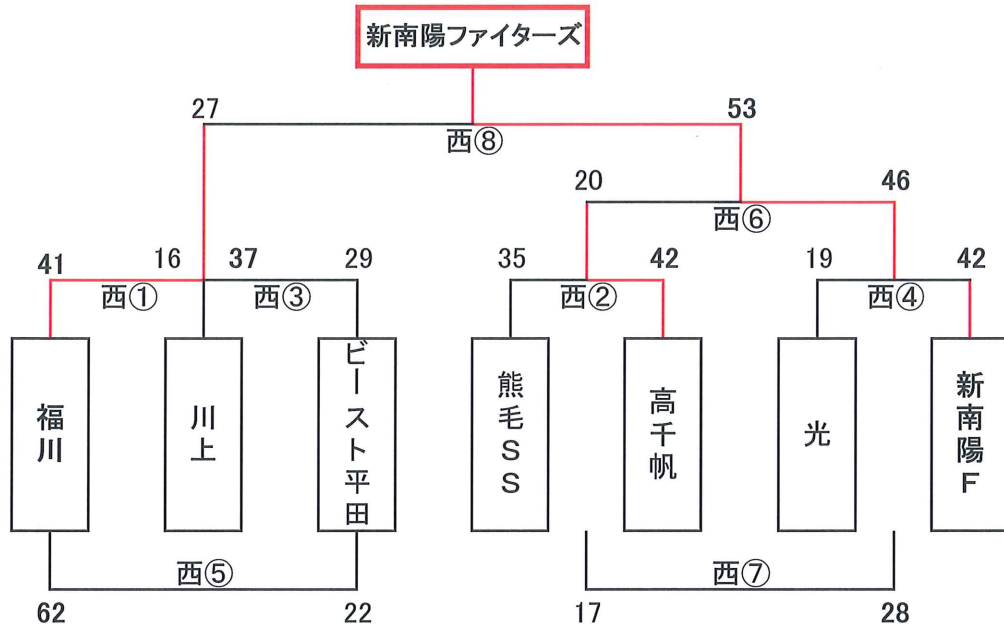 新南陽ファイターズ
27 53
西⑧
20 46
西⑥
41 16 37 29 35 42 19 42
西① 西③ 西② 西④
福川
川上
ビースト平田
熊毛SS
高千帆
光
新南陽F
西⑤ 西⑦
62 22 17 28